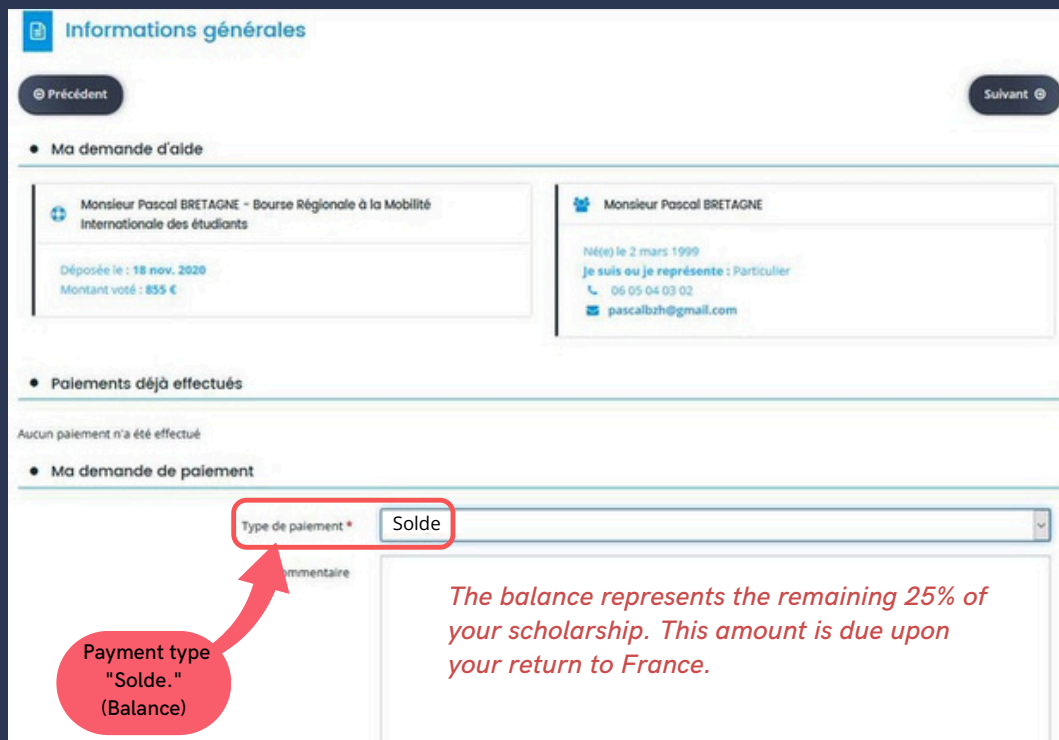 Informations générales
Précédent
Suivant
Ma demande d'aide
Monsieur Pascal BRETAGNE - Bourse Régionale à la Mobilité
Internationale des étudiants
Déposée le : 18 nov. 2020
Montant voté : 855 €
Monsieur Pascal BRETAGNE
Né(e) le 2 mars 1999
Je suis ou je représente : Particulier
06 05 04 03 02
pascalbzh@gmail.com
Paiements déjà effectués
Aucun paiement n'a été effectué
Ma demande de paiement
Type de paiement * Solde
ommentaire
The balance represents the remaining 25% of
your scholarship. This amount is due upon
your return to France.
Payment type
"Solde."
(Balance)